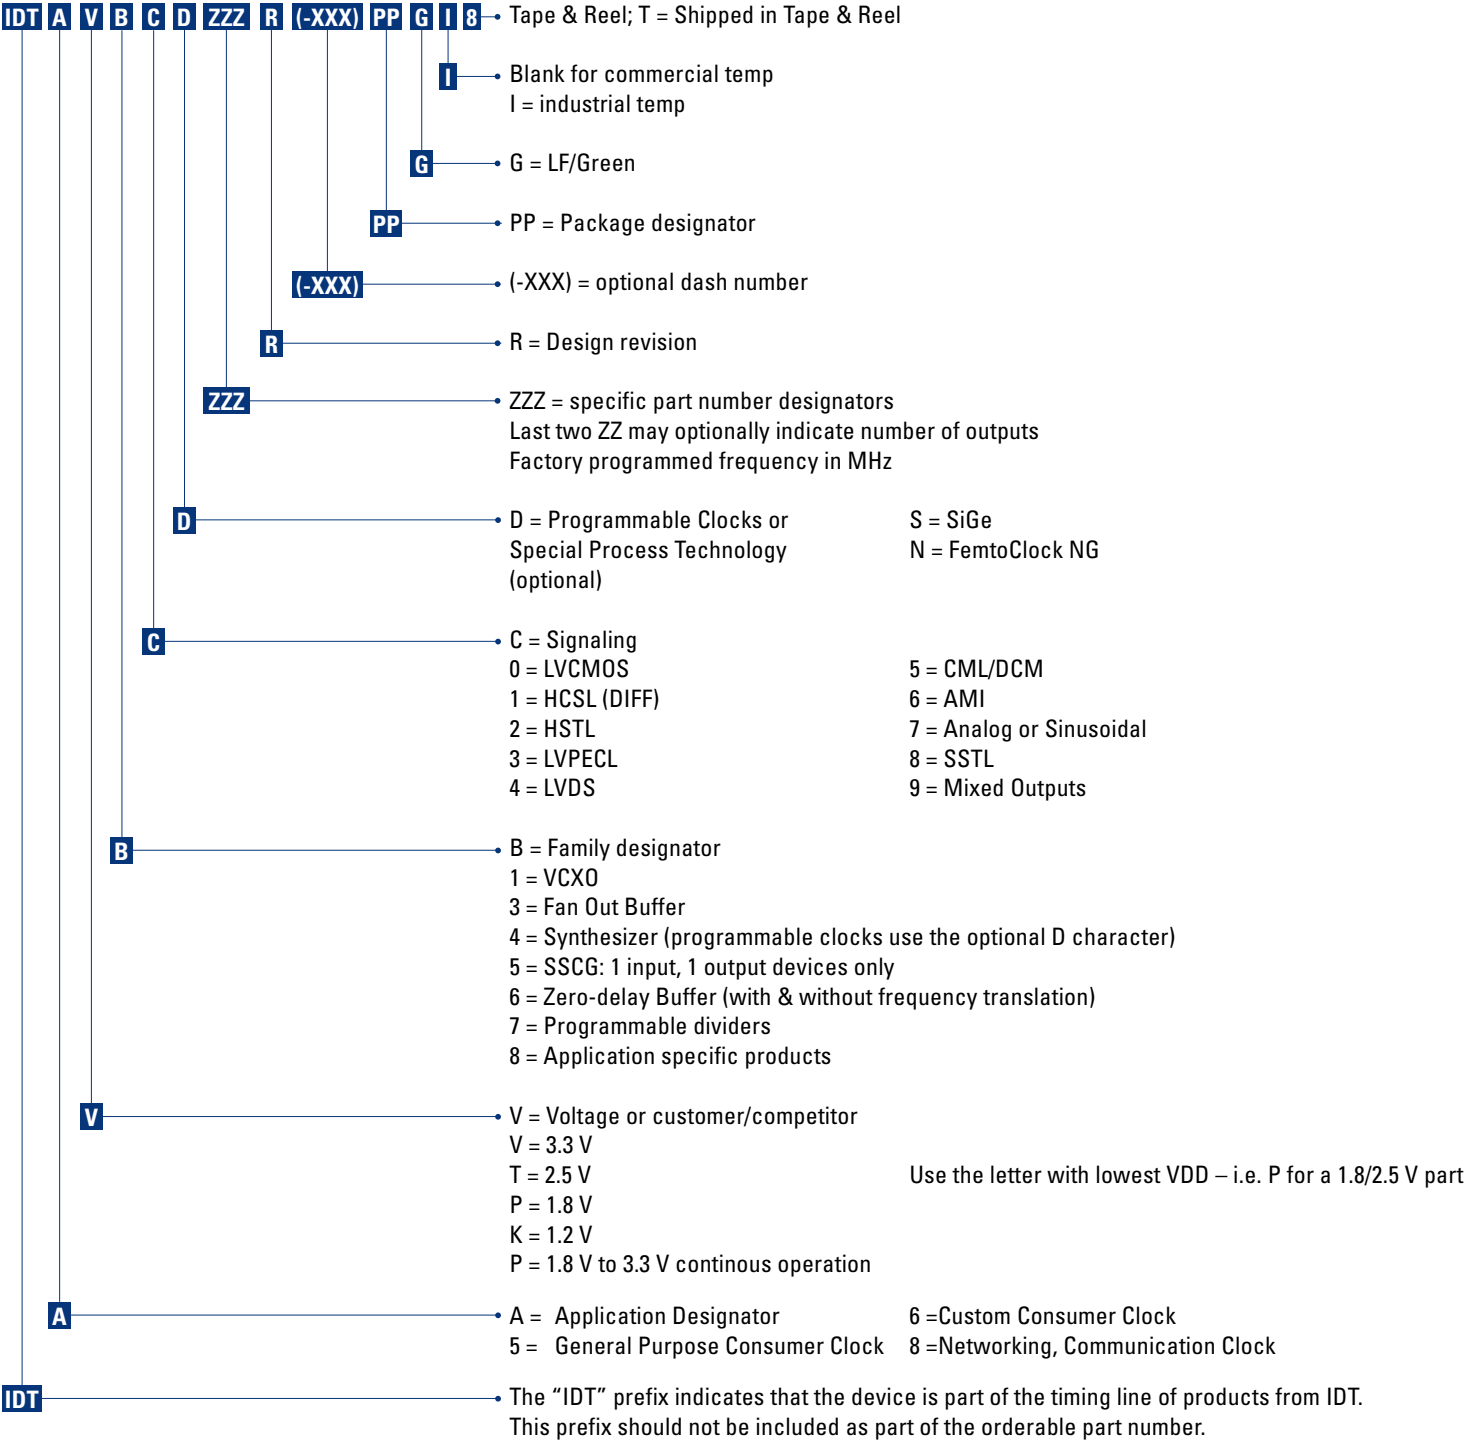 IDT A V B C D ZZZ R (-XXX) PP G I 8 Tape & Reel; T = Shipped in Tape & Reel
I Blank for commercial temp
I = industrial temp
G G = LF/Green
PP PP = Package designator
(-XXX) (-XXX) = optional dash number
R R = Design revision
ZZZ ZZZ = specific part number designators
Last two ZZ may optionally indicate number of outputs
Factory programmed frequency in MHz
D D = Programmable Clocks or S = SiGe
Special Process Technology N = FemtoClock NG
(optional)
C C = Signaling
0 = LVCMOS 5 = CML/DCM
1 = HCSL (DIFF) 6 = AMI
2 = HSTL 7 = Analog or Sinusoidal
3 = LVPECL 8 = SSTL
4 = LVDS 9 = Mixed Outputs
B B = Family designator
1 = VCXO
3 = Fan Out Buffer
4 = Synthesizer (programmable clocks use the optional D character)
5 = SSCG: 1 input, 1 output devices only
6 = Zero-delay Buffer (with & without frequency translation)
7 = Programmable dividers
8 = Application specific products
V V = Voltage or customer/competitor
V = 3.3 V
T = 2.5 V Use the letter with lowest VDD – i.e. P for a 1.8/2.5 V part
P = 1.8 V
K = 1.2 V
P = 1.8 V to 3.3 V continous operation
A A = Application Designator 6 =Custom Consumer Clock
5 = General Purpose Consumer Clock 8 =Networking, Communication Clock
IDT The “IDT” prefix indicates that the device is part of the timing line of products from IDT.
This prefix should not be included as part of the orderable part number.